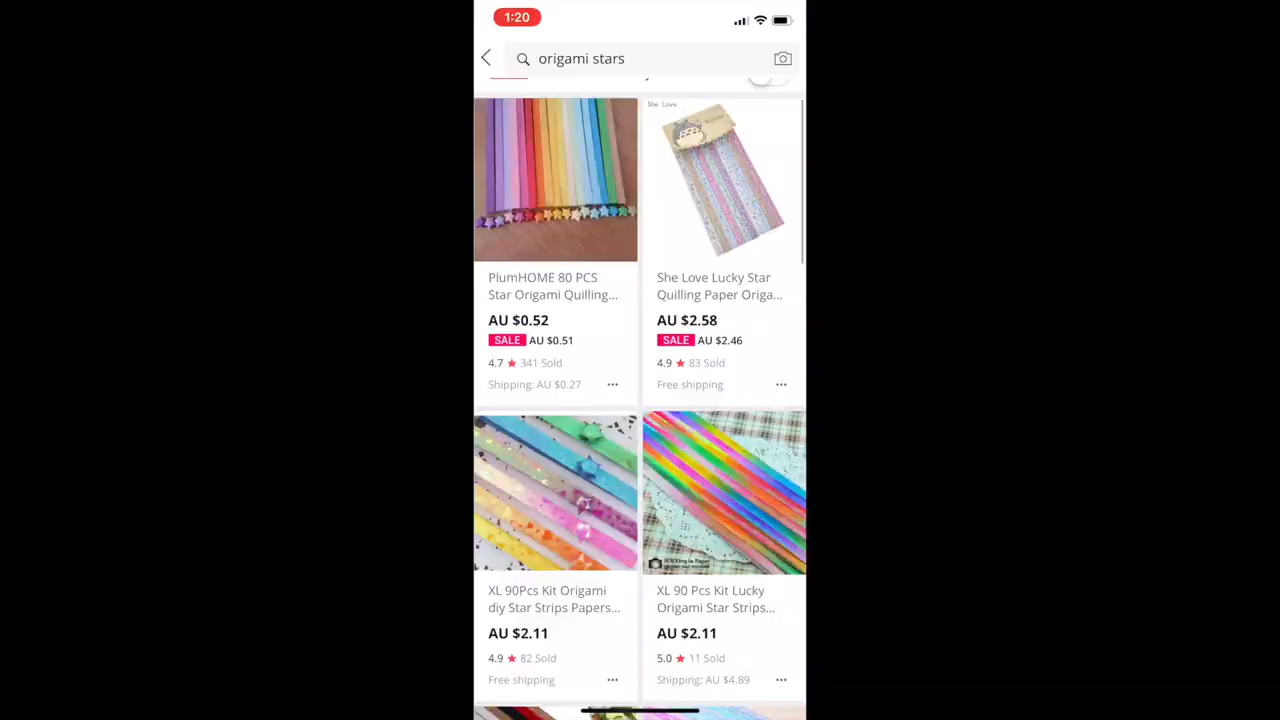 1:20
origami stars
She Love
PlumHOME 80 PCS
Star Origami Quilling...
AU $0.52
SALE AU $0.51
4.7 ★ 341 Sold
Shipping: AU $0.27
She Love Lucky Star
Quilling Paper Origa...
AU $2.58
SALE AU $2.46
4.9 ★ 83 Sold
Free shipping
XL 90Pcs Kit Origami
diy Star Strips Papers...
AU $2.11
4.9 ★ 82 Sold
Free shipping
XL 90 Pcs Kit Lucky
Origami Star Strips...
AU $2.11
5.0 ★ 11 Sold
Shipping: AU $4.89